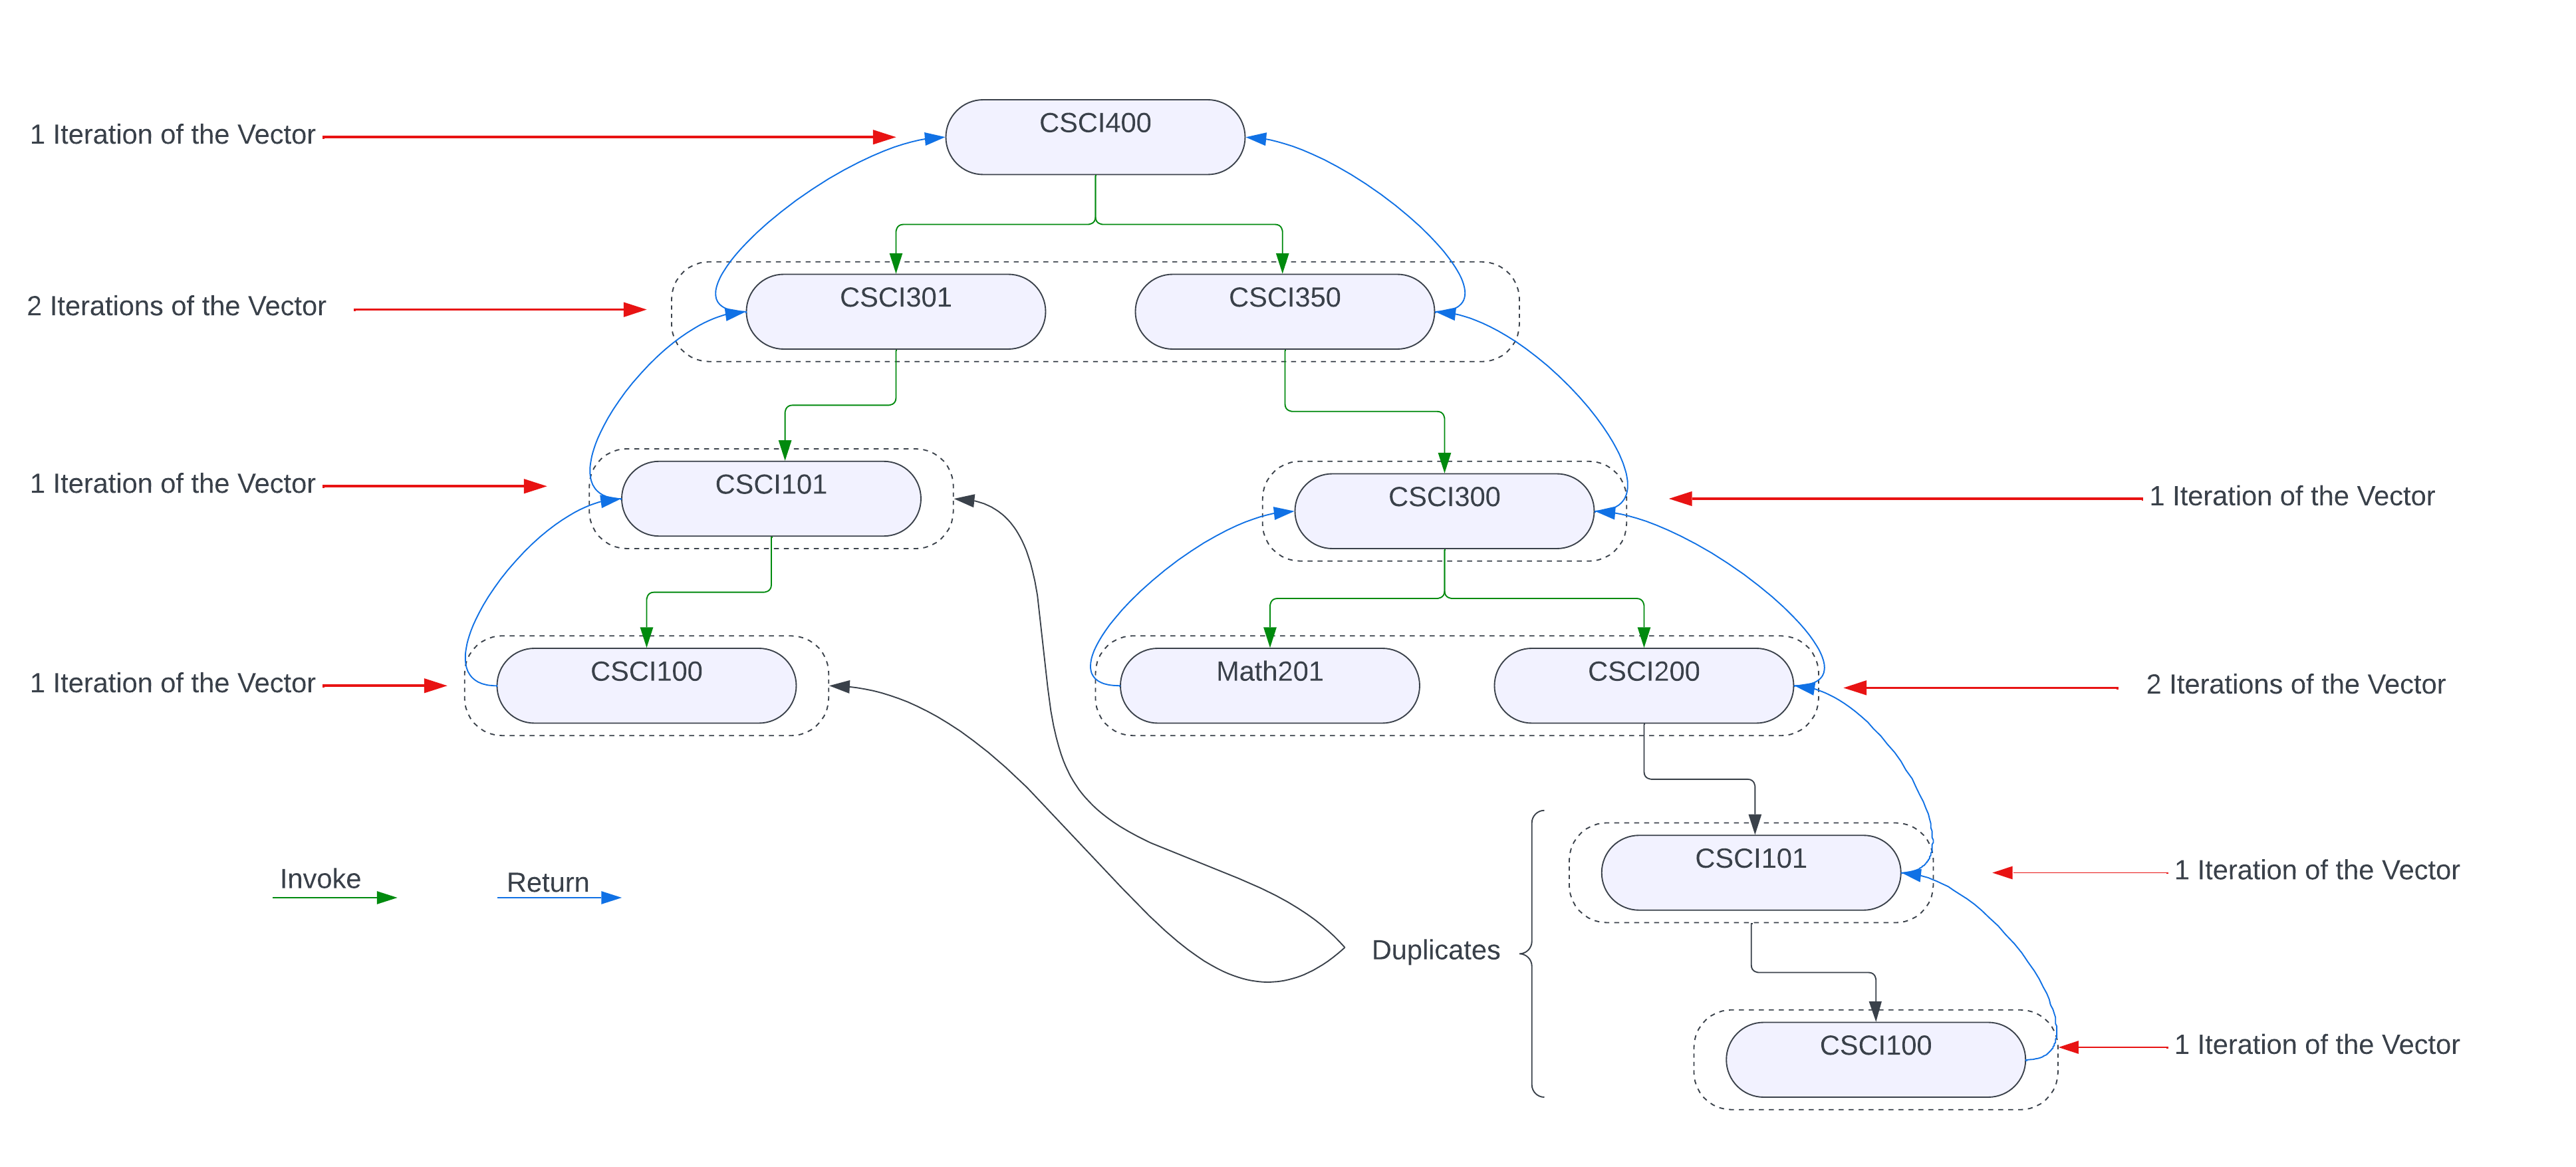 CSCI400
1 Iteration of the Vector
CSCI301
CSCI350
2 Iterations of the Vector
CSCI101
1 Iteration of the Vector
CSCI300
1 Iteration of the Vector
CSCI100
1 Iteration of the Vector
Math201
CSCI200
2 Iterations of the Vector
CSCI101
1 Iteration of the Vector
Invoke
Return
Duplicates
CSCI100
1 Iteration of the Vector